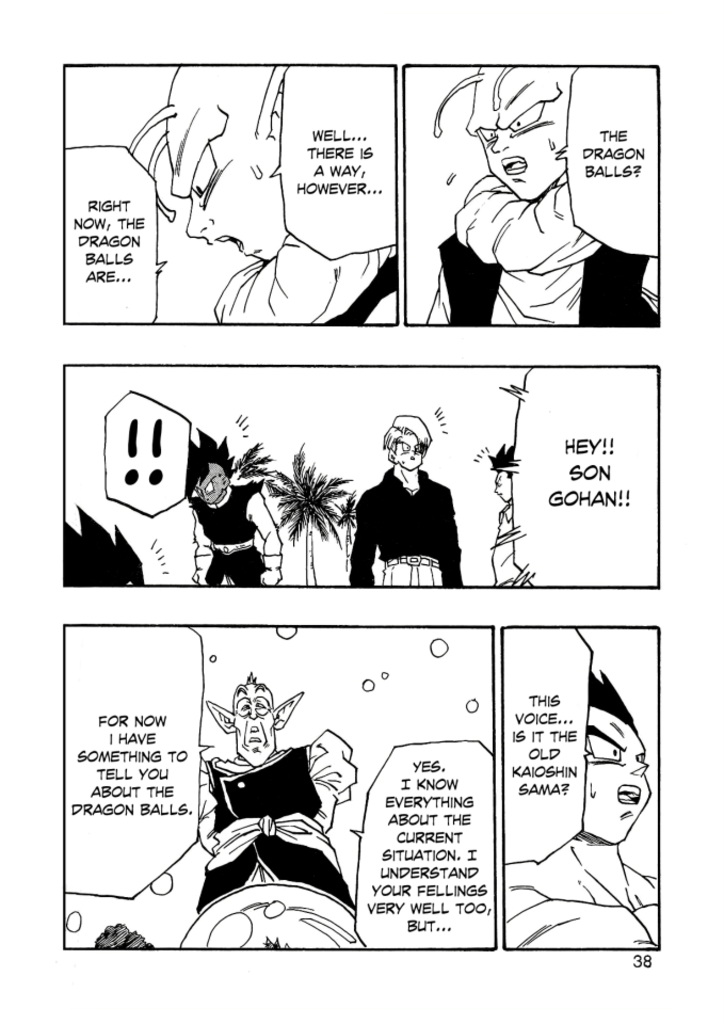 THE
DRAGON
BALLS?
WELL...
THERE IS
A WAY,
HOWEVER...
RIGHT
NOW, THE
DRAGON
BALLS
ARE...
HEY!!
SON
GOHAN!!
!!
THIS
VOICE...
IS IT THE
OLD
KAIOSHIN
SAMA?
YES.
I KNOW
EVERYTHING
ABOUT THE
CURRENT
SITUATION. I
UNDERSTAND
YOUR FELLINGS
VERY WELL TOO,
BUT...
FOR NOW
I HAVE
SOMETHING TO
TELL YOU
ABOUT THE
DRAGON BALLS.
38